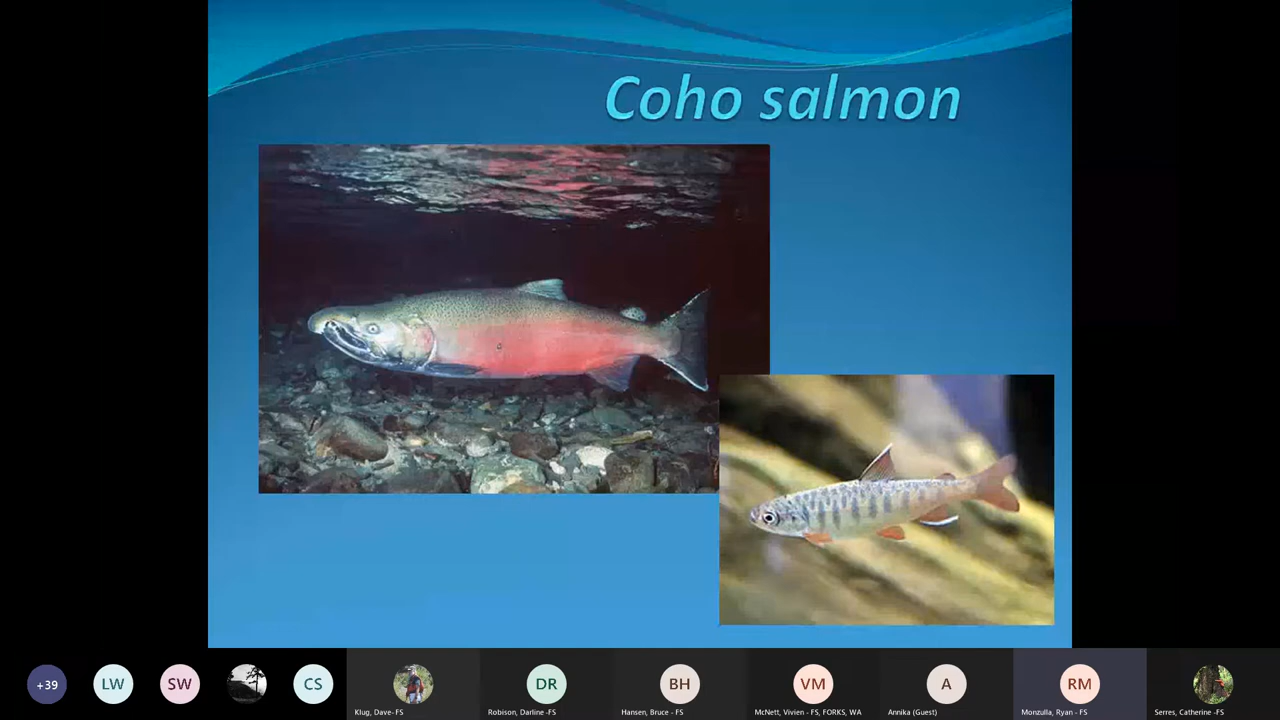 Coho salmon
+39
LW
SW
CS
Klug, Dave- FS
DR
Robison, Darline -FS
BH
Hansen, Bruce - FS
VM
McNett, Vivien - FS, FORKS, WA
A
Annika (Guest)
RM
Monzulla, Ryan - FS
Serres, Catherine -FS